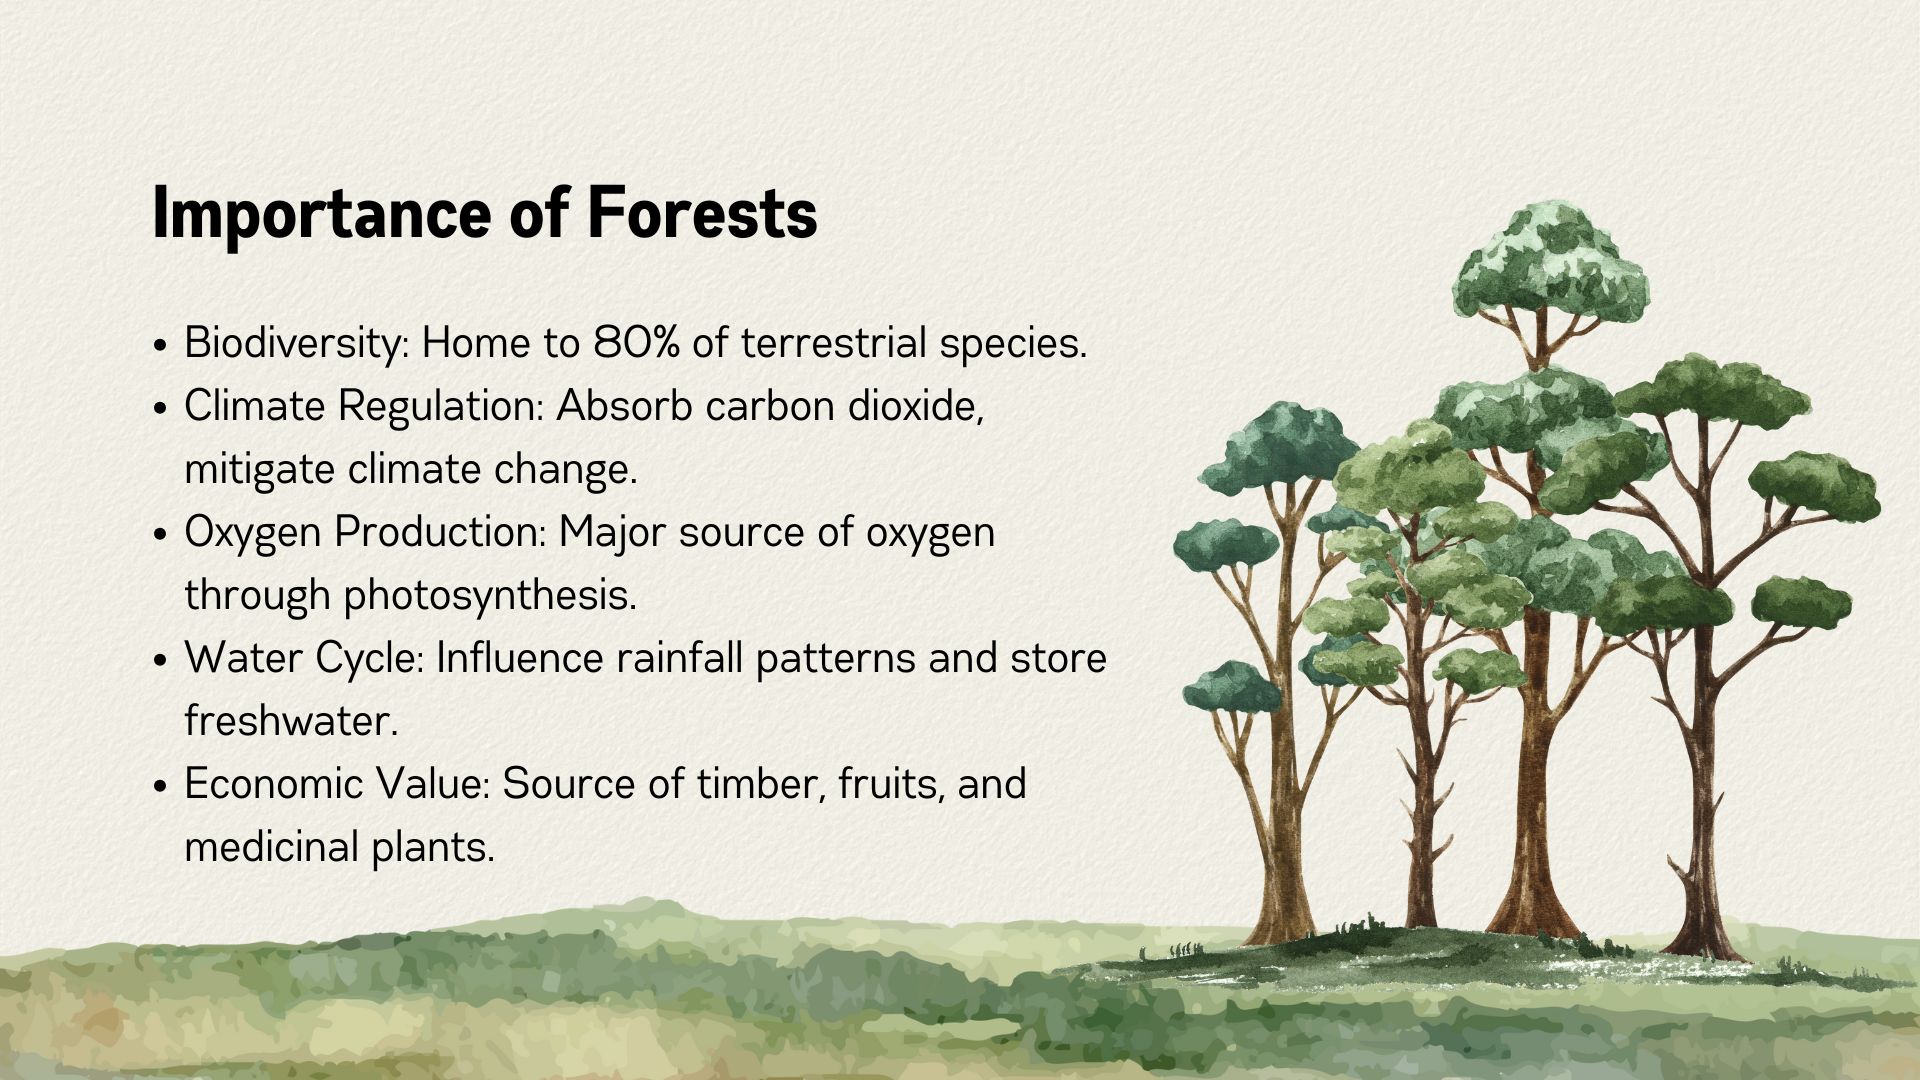 Importance of Forests
• Biodiversity: Home to 80% of terrestrial species.
• Climate Regulation: Absorb carbon dioxide,
mitigate climate change.
• Oxygen Production: Major source of oxygen
through photosynthesis.
• Water Cycle: Influence rainfall patterns and store
freshwater.
• Economic Value: Source of timber, fruits, and
medicinal plants.